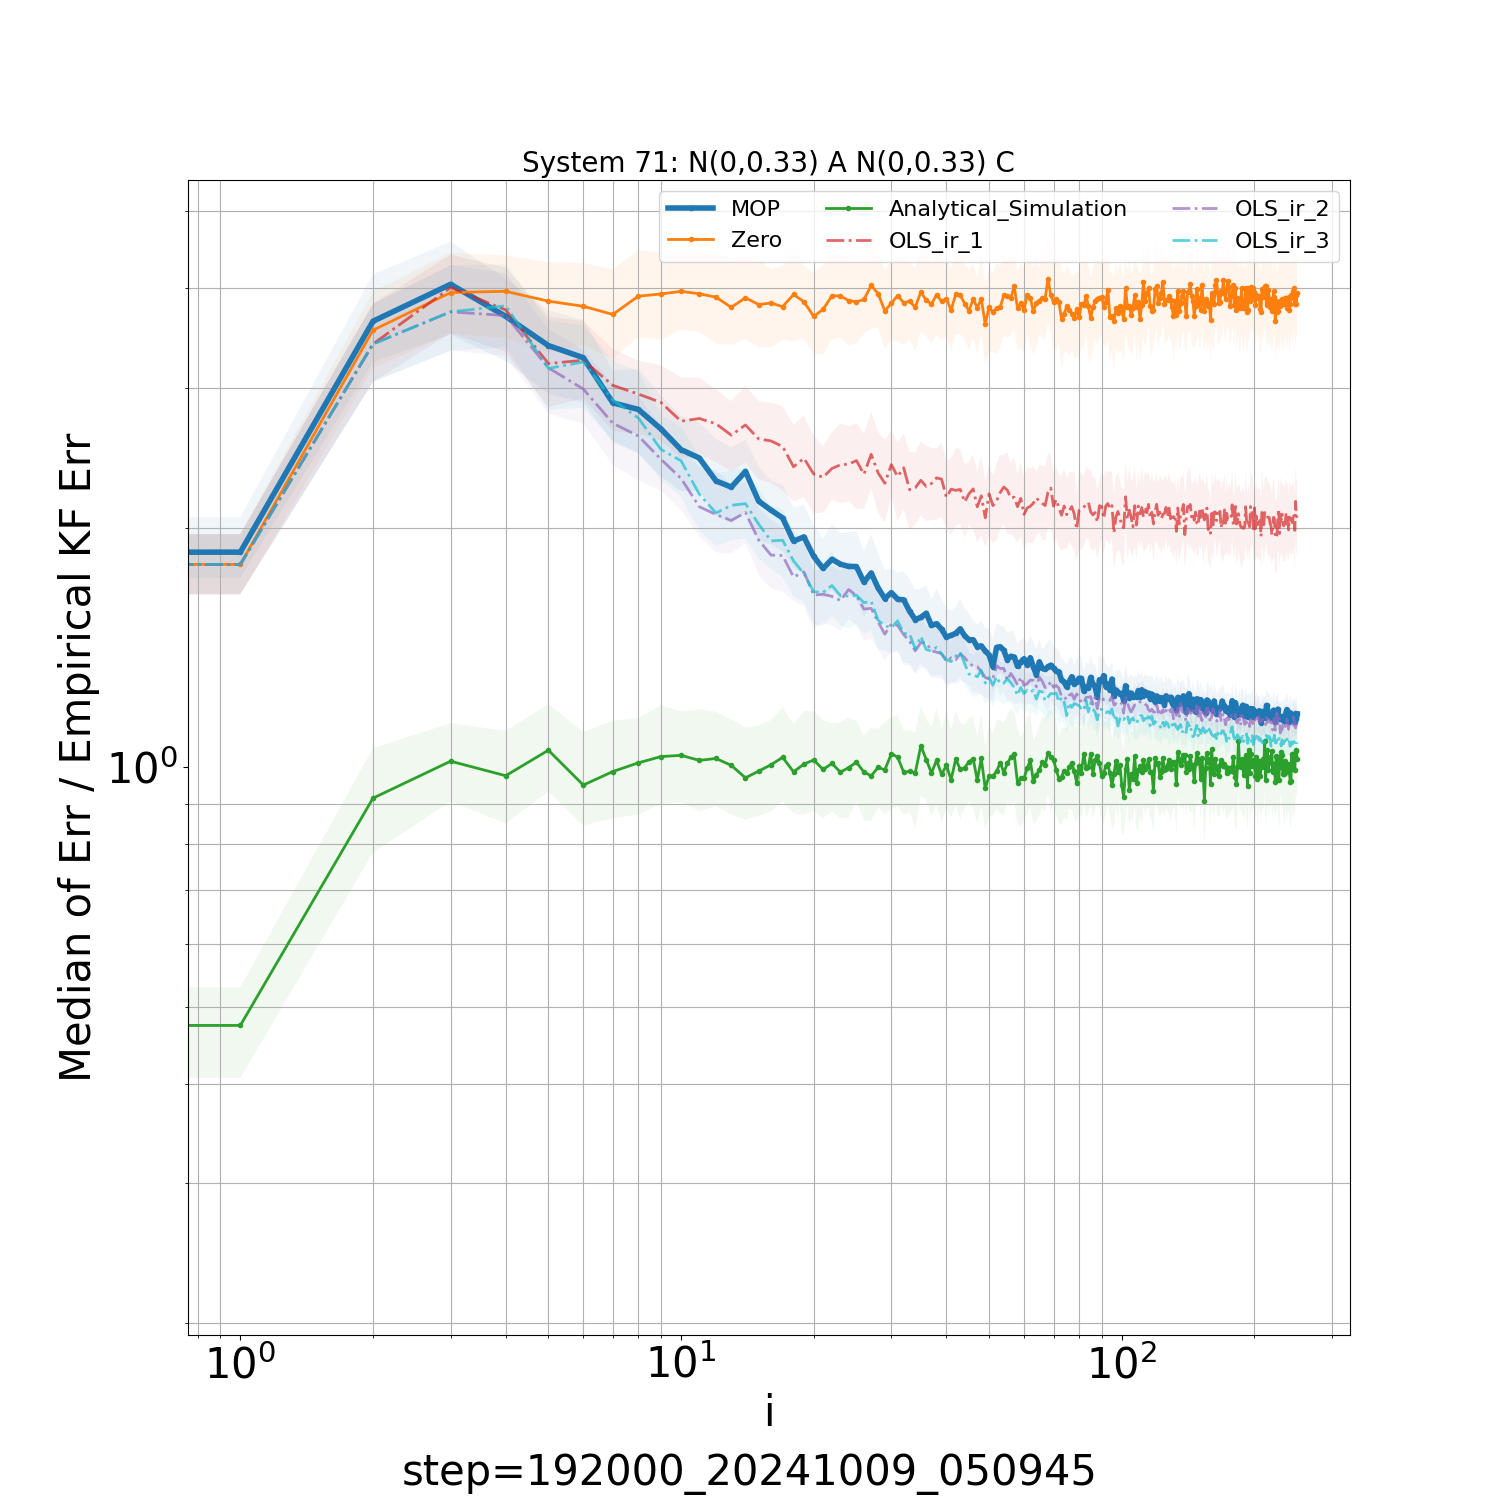 System 71: N(0,0.33) A N(0,0.33) C
MOP
Zero
Analytical_Simulation
OLS_ir_1
OLS_ir_2
OLS_ir_3
Median of Err / Empirical KF Err
10⁰
10⁰
10¹
10²
i
step=192000_20241009_050945